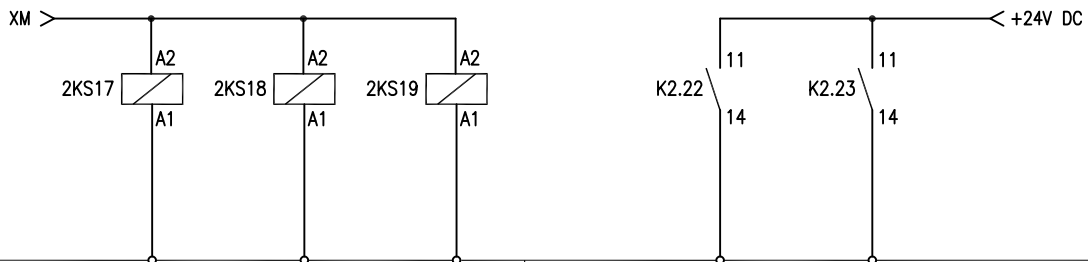 XM
+24V DC
A2
A2
A2
11
11
2KS17
2KS18
2KS19
K2.22
K2.23
A1
A1
A1
14
14